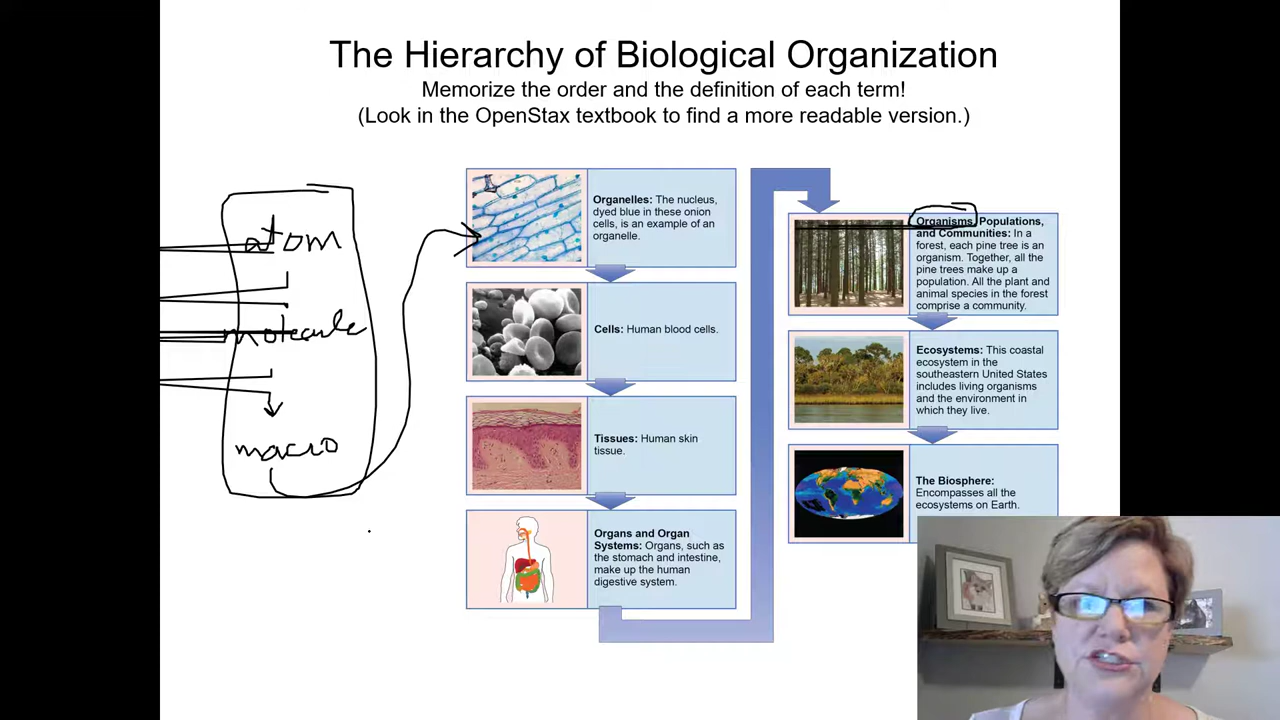 The Hierarchy of Biological Organization
Memorize the order and the definition of each term!
(Look in the OpenStax textbook to find a more readable version.)
atom
molecule
macro
Organelles: The nucleus,
dyed blue in these onion
cells, is an example of an
organelle.
Cells: Human blood cells.
Tissues: Human skin
tissue.
Organs and Organ
Systems: Organs, such as
the stomach and intestine,
make up the human
digestive system.
Organisms, Populations,
and Communities: In a
forest, each pine tree is an
organism. Together, all the
pine trees make up a
population. All the plant and
animal species in the forest
comprise a community.
Ecosystems: This coastal
ecosystem in the
southeastern United States
includes living organisms
and the environment in
which they live.
The Biosphere:
Encompasses all the
ecosystems on Earth.